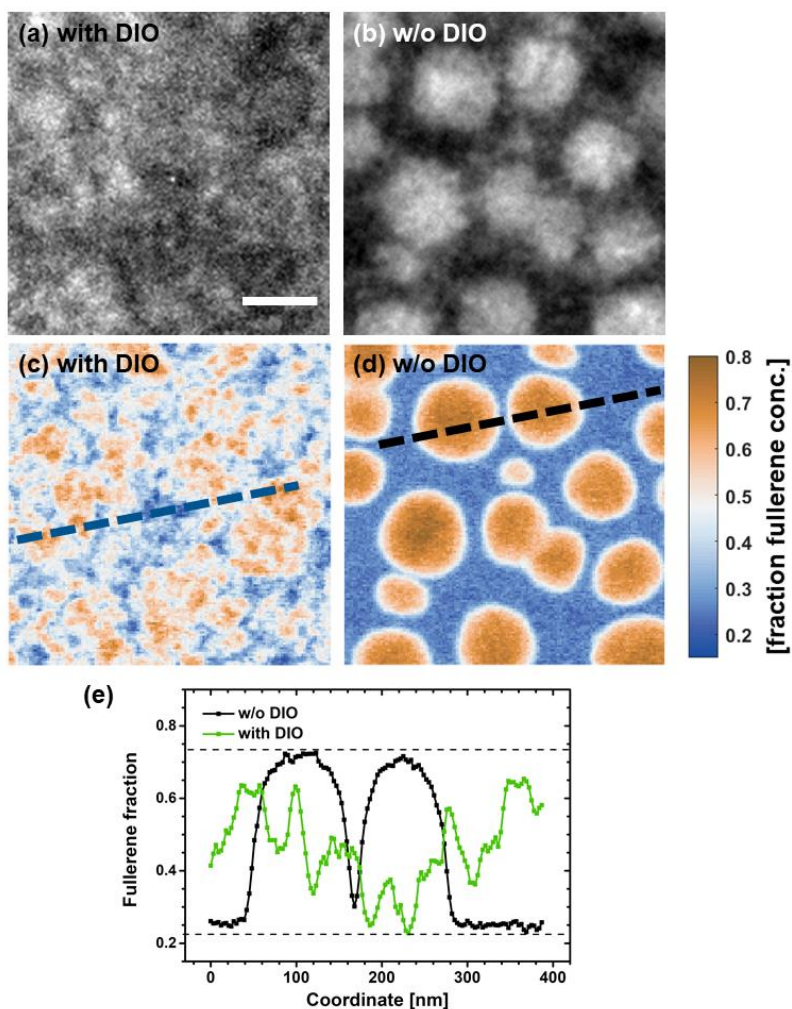 (a) with DIO
(b) w/o DIO
(c) with DIO
(d) w/o DIO
0.8
0.7
0.6
0.5
0.4
0.3
0.2
[fraction fullerene conc.]
(e)
w/o DIO
with DIO
0.8
0.6
0.4
0.2
Fullerene fraction
0 100 200 300 400
Coordinate [nm]